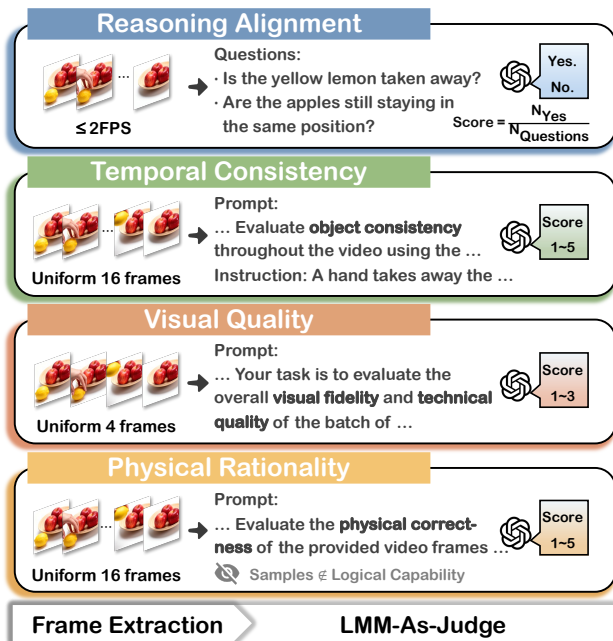 Reasoning Alignment
...
≤ 2FPS
Questions:
· Is the yellow lemon taken away?
· Are the apples still staying in
the same position?
Yes.
No.
Score = N_Yes / N_Questions
Temporal Consistency
...
Uniform 16 frames
Prompt:
... Evaluate object consistency
throughout the video using the ...
Instruction: A hand takes away the ...
Score
1~5
Visual Quality
Uniform 4 frames
Prompt:
... Your task is to evaluate the
overall visual fidelity and technical
quality of the batch of ...
Score
1~3
Physical Rationality
...
Uniform 16 frames
Prompt:
... Evaluate the physical correct-
ness of the provided video frames ...
Samples ∉ Logical Capability
Score
1~5
Frame Extraction
LMM-As-Judge